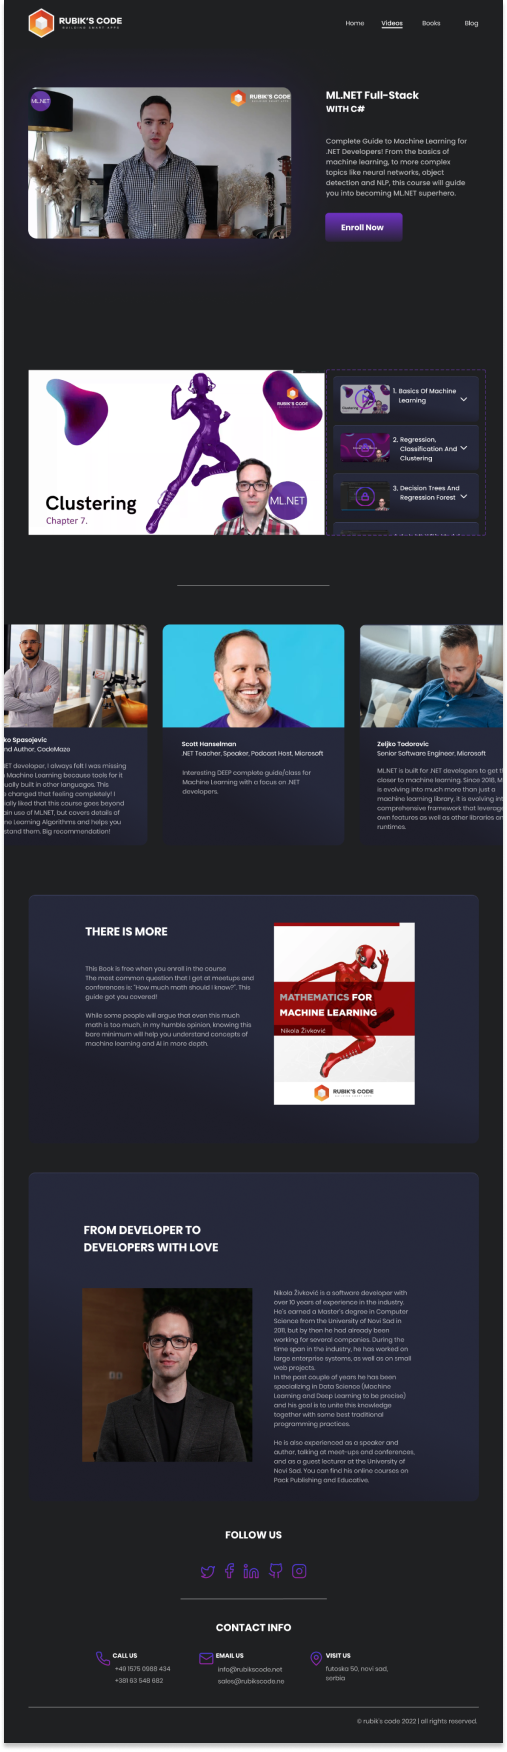 RUBIK'S CODE
BUILDING SMART APPS
Home
Videos
Books
Blog
ML.NET
RUBIK'S CODE
ML.NET Full-Stack
WITH C#
Complete Guide to Machine Learning for
.NET Developers! From the basics of
machine learning, to more complex
topics like neural networks, object
detection and NLP, this course will guide
you into becoming ML.NET superhero.
Enroll Now
RUBIK'S CODE
ML.NET
Clustering
Chapter 7.
1. Basics Of Machine
Learning
2. Regression,
Classification And
Clustering
3. Decision Trees And
Regression Forest
ko Spasojevic
nd Author, CodeMaze
ET developer, I always felt I was missing
Machine Learning because tools for it
ually built in other languages. This
s changed that feeling completely! I
ially liked that this course goes beyond
ain use of ML.NET, but covers details of
ne Learning Algorithms and helps you
stand them. Big recommendation!
Scott Hanselman
.NET Teacher, Speaker, Podcast Host, Microsoft
Interesting DEEP complete guide/class for
Machine Learning with a focus on .NET
developers.
Zeljko Todorovic
Senior Software Engineer, Microsoft
ML.NET is built for .NET developers to get t
closer to machine learning. Since 2018, M
is evolving into much more than just a
machine learning library, it is evolving int
comprehensive framework that leverage
own features as well as other libraries an
runtimes.
THERE IS MORE
This Book is free when you enroll in the course
The most common question that I get at meetups and
conferences is: "How much math should I know?". This
guide got you covered!
While some people will argue that even this much
math is too much, in my humble opinion, knowing this
bare minimum will help you understand concepts of
machine learning and AI in more depth.
MATHEMATICS FOR
MACHINE LEARNING
Nikola Živković
RUBIK'S CODE
FROM DEVELOPER TO
DEVELOPERS WITH LOVE
Nikola Živković is a software developer with
over 10 years of experience in the industry.
He's earned a Master's degree in Computer
Science from the University of Novi Sad in
2011, but by then he had already been
working for several companies. During the
time span in the industry, he has worked on
large enterprise systems, as well as on small
web projects.
In the past couple of years he has been
specializing in Data Science (Machine
Learning and Deep Learning to be precise)
and his goal is to unite this knowledge
together with some best traditional
programming practices.
He is also experienced as a speaker and
author, talking at meet-ups and conferences,
and as a guest lecturer at the University of
Novi Sad. You can find his online courses on
Pack Publishing and Educative.
FOLLOW US
CONTACT INFO
CALL US
+49 1575 0988 434
+381 63 548 682
EMAIL US
info@rubikscode.net
sales@rubikscode.ne
VISIT US
futoska 50, novi sad,
serbia
© rubik's code 2022 | all rights reserved.